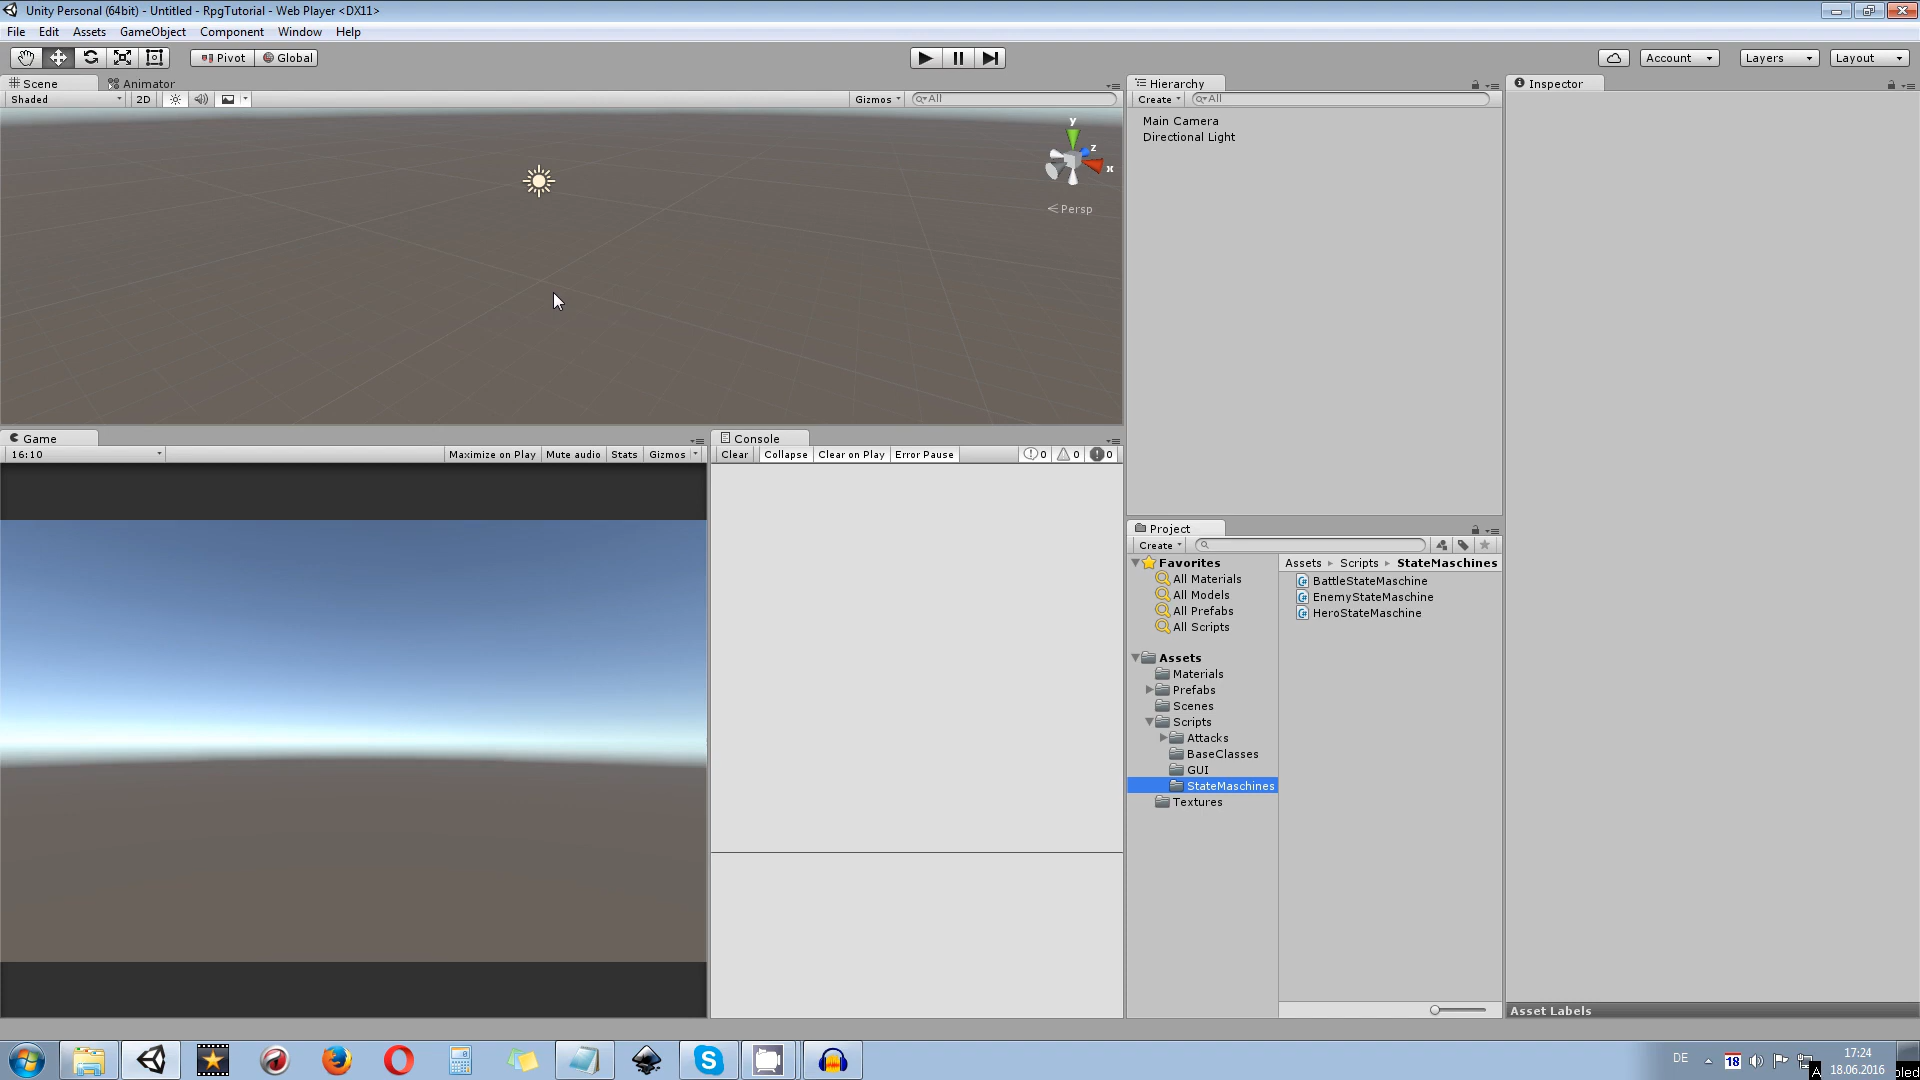 Unity Personal (64bit) - Untitled - RpgTutorial - Web Player <DX11>
File Edit Assets GameObject Component Window Help
Pivot Global Account Layers Layout
Scene Animator
Shaded 2D Gizmos All
y
z
x
Persp
Hierarchy
Create All
Main Camera
Directional Light
Inspector
Game
16:10 Maximize on Play Mute audio Stats Gizmos
Console
Clear Collapse Clear on Play Error Pause 0 0 0
Project
Create
Favorites
All Materials
All Models
All Prefabs
All Scripts
Assets
Materials
Prefabs
Scenes
Scripts
Attacks
BaseClasses
GUI
StateMaschines
Textures
Assets Scripts StateMaschines
BattleStateMaschine
EnemyStateMaschine
HeroStateMaschine
Asset Labels
DE 18 17:24
18.06.2016